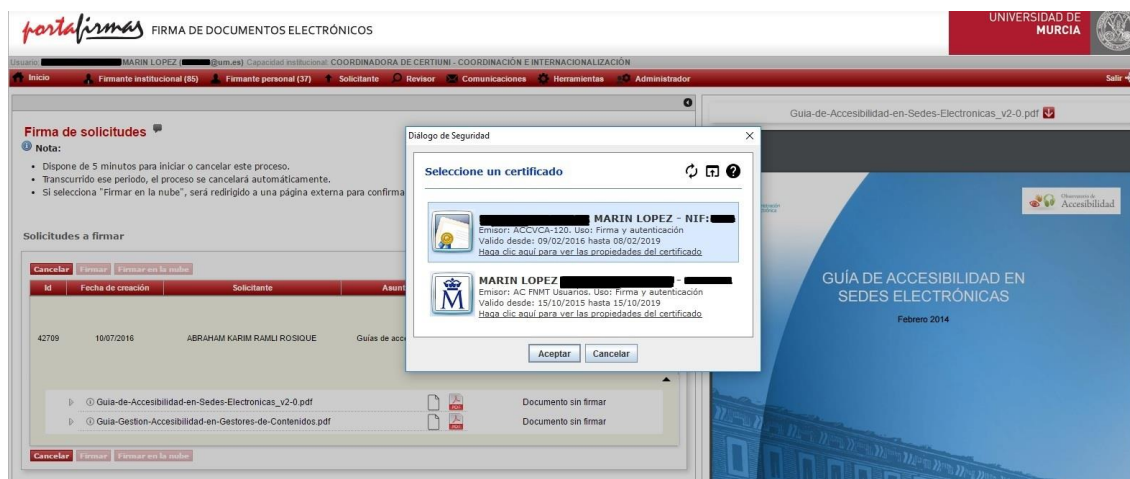 portafirmas FIRMA DE DOCUMENTOS ELECTRÓNICOS
UNIVERSIDAD DE
MURCIA
Usuario: MARIN LOPEZ ( @um.es) Capacidad institucional: COORDINADORA DE CERTIUNI - COORDINACIÓN E INTERNACIONALIZACIÓN
Inicio Firmante institucional (85) Firmante personal (37) Solicitante Revisor Comunicaciones Herramientas Administrador Salir
Firma de solicitudes
Nota:
• Dispone de 5 minutos para iniciar o cancelar este proceso.
• Transcurrido ese periodo, el proceso se cancelará automáticamente.
• Si selecciona "Firmar en la nube", será redirigido a una página externa para confirma
Solicitudes a firmar
Cancelar Firmar Firmar en la nube
Id Fecha de creación Solicitante Asunt
42709 10/07/2016 ABRAHAM KARIM RAMLI ROSIQUE Guías de acce
Guia-de-Accesibilidad-en-Sedes-Electronicas_v2-0.pdf Documento sin firmar
Guia-Gestion-Accesibilidad-en-Gestores-de-Contenidos.pdf Documento sin firmar
Cancelar Firmar Firmar en la nube
Diálogo de Seguridad
Seleccione un certificado
MARIN LOPEZ - NIF:
Emisor: ACCVCA-120. Uso: Firma y autenticación
Valido desde: 09/02/2016 hasta 08/02/2019
Haga clic aquí para ver las propiedades del certificado
MARIN LOPEZ -
Emisor: AC FNMT Usuarios. Uso: Firma y autenticación
Valido desde: 15/10/2015 hasta 15/10/2019
Haga clic aquí para ver las propiedades del certificado
Aceptar Cancelar
Guia-de-Accesibilidad-en-Sedes-Electronicas_v2-0.pdf
Observatorio de
Accesibilidad
GUÍA DE ACCESIBILIDAD EN
SEDES ELECTRÓNICAS
Febrero 2014